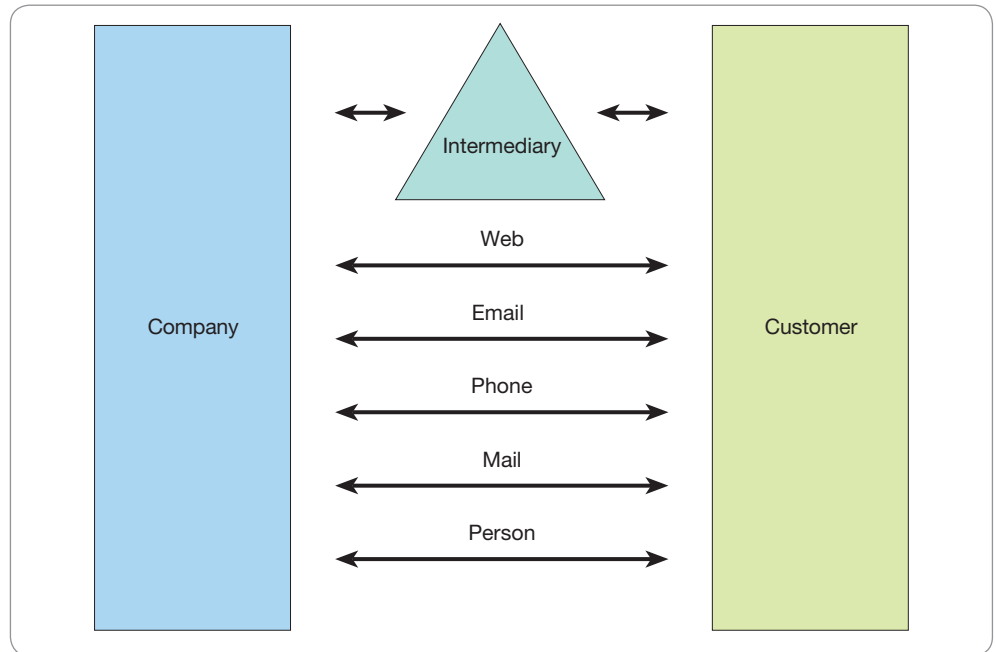 Intermediary
Web
Email
Company
Customer
Phone
Mail
Person